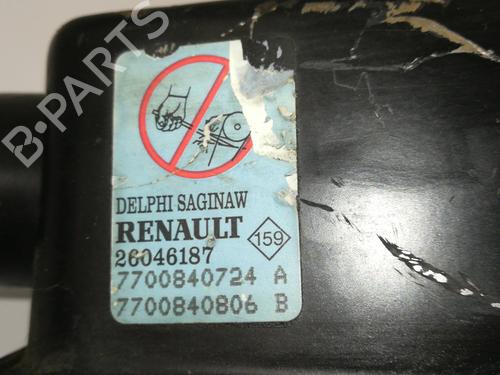 B·PARTS
DELPHI SAGINAW
RENAULT
159
26046187
7700840724 A
7700840806 B